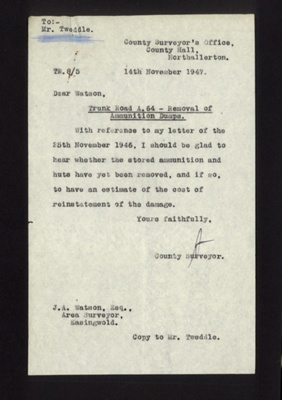 To:-
Mr. Tweddle.
County Surveyor's Office,
County Hall,
Northallerton.
TR.8/5
14th November 1947.
Dear Watson,
Trunk Road A.64 - Removal of
Ammunition Dumps.
With reference to my letter of the
25th November 1946, I should be glad to
hear whether the stored ammunition and
huts have yet been removed, and if so,
to have an estimate of the cost of
reinstatement of the damage.
Yours faithfully,
County Surveyor.
J.A. Watson, Esq.,
Area Surveyor,
Easingwold.
Copy to Mr. Tweddle.